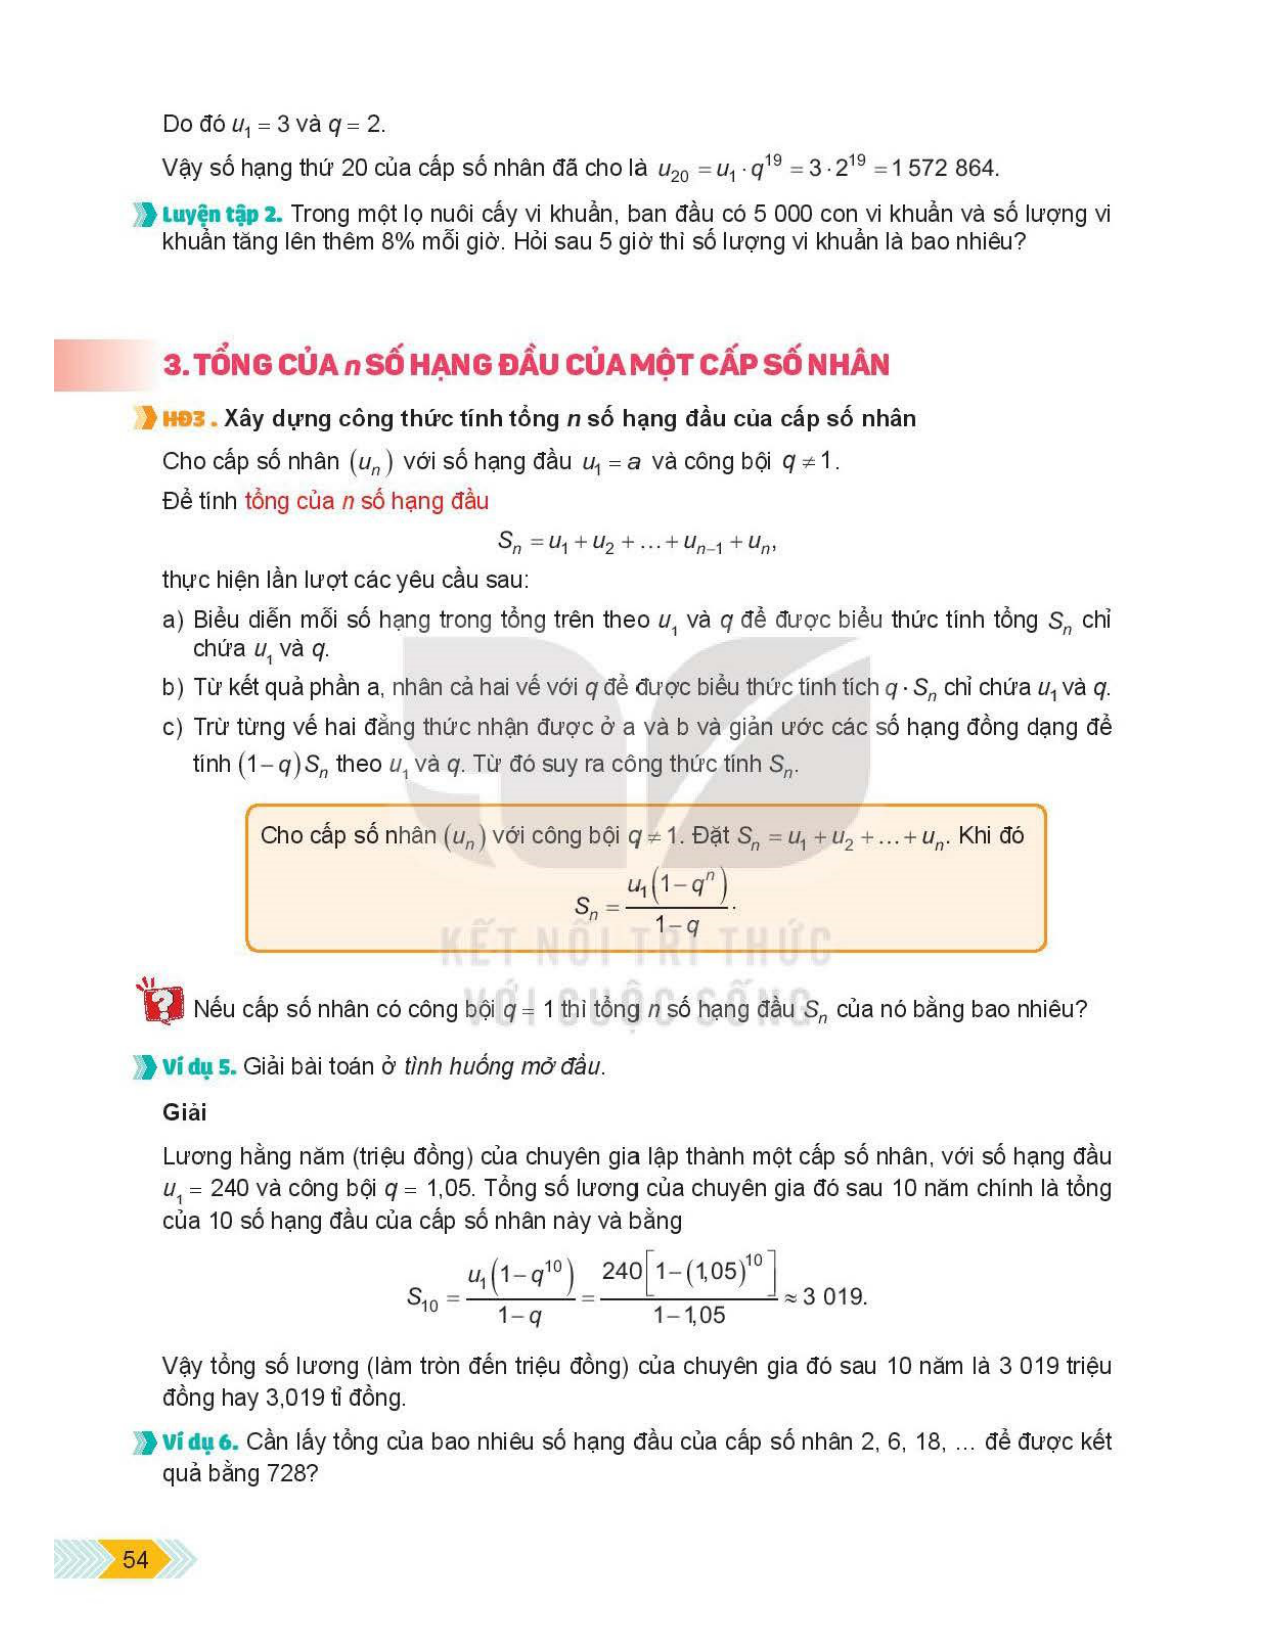 Do đó u₁ = 3 và q = 2.
Vậy số hạng thứ 20 của cấp số nhân đã cho là u₂₀ = u₁ · q¹⁹ = 3 · 2¹⁹ = 1 572 864.
Luyện tập 2. Trong một lọ nuôi cấy vi khuẩn, ban đầu có 5 000 con vi khuẩn và số lượng vi
khuẩn tăng lên thêm 8% mỗi giờ. Hỏi sau 5 giờ thì số lượng vi khuẩn là bao nhiêu?
3. TỔNG CỦA n SỐ HẠNG ĐẦU CỦA MỘT CẤP SỐ NHÂN
HĐ3. Xây dựng công thức tính tổng n số hạng đầu của cấp số nhân
Cho cấp số nhân (uₙ) với số hạng đầu u₁ = a và công bội q ≠ 1.
Để tính tổng của n số hạng đầu
Sₙ = u₁ + u₂ + ... + uₙ₋₁ + uₙ,
thực hiện lần lượt các yêu cầu sau:
a) Biểu diễn mỗi số hạng trong tổng trên theo u₁ và q để được biểu thức tính tổng Sₙ chỉ
chứa u₁ và q.
b) Từ kết quả phần a, nhân cả hai vế với q để được biểu thức tính tích q · Sₙ chỉ chứa u₁ và q.
c) Trừ từng vế hai đẳng thức nhận được ở a và b và giản ước các số hạng đồng dạng để
tính (1 – q)Sₙ theo u₁ và q. Từ đó suy ra công thức tính Sₙ.
Cho cấp số nhân (uₙ) với công bội q ≠ 1. Đặt Sₙ = u₁ + u₂ + ... + uₙ. Khi đó
Sₙ = u₁(1 – qⁿ) / (1 – q).
KẾT NỐI TRI THỨC
VỚI CUỘC SỐNG
Nếu cấp số nhân có công bội q = 1 thì tổng n số hạng đầu Sₙ của nó bằng bao nhiêu?
Ví dụ 5. Giải bài toán ở tình huống mở đầu.
Giải
Lương hằng năm (triệu đồng) của chuyên gia lập thành một cấp số nhân, với số hạng đầu
u₁ = 240 và công bội q = 1,05. Tổng số lương của chuyên gia đó sau 10 năm chính là tổng
của 10 số hạng đầu của cấp số nhân này và bằng
S₁₀ = u₁(1 – q¹⁰) / (1 – q) = 240[1 – (1,05)¹⁰] / (1 – 1,05) ≈ 3 019.
Vậy tổng số lương (làm tròn đến triệu đồng) của chuyên gia đó sau 10 năm là 3 019 triệu
đồng hay 3,019 tỉ đồng.
Ví dụ 6. Cần lấy tổng của bao nhiêu số hạng đầu của cấp số nhân 2, 6, 18, ... để được kết
quả bằng 728?
54